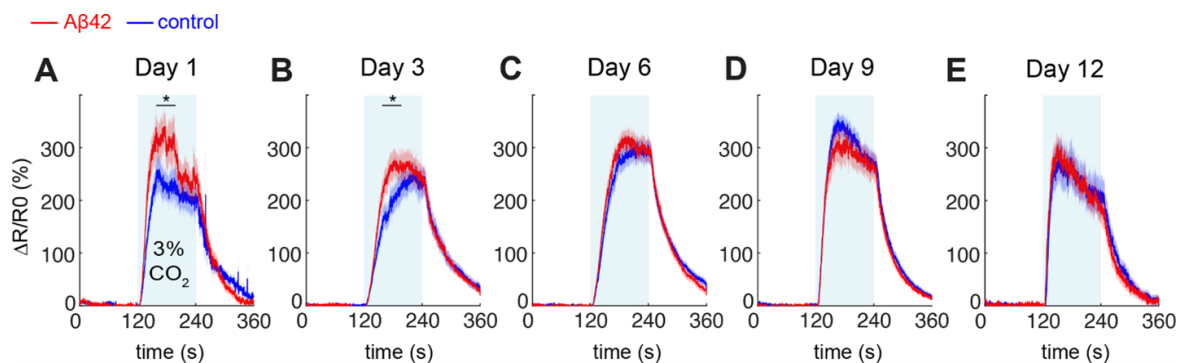 Aβ42 control
A Day 1 B Day 3 C Day 6 D Day 9 E Day 12
* *
ΔR/R0 (%)
300 300 300 300 300
200 200 200 200 200
100 100 100 100 100
0 0 0 0 0
3%
CO₂
0 120 240 360 0 120 240 360 0 120 240 360 0 120 240 360 0 120 240 360
time (s) time (s) time (s) time (s) time (s)